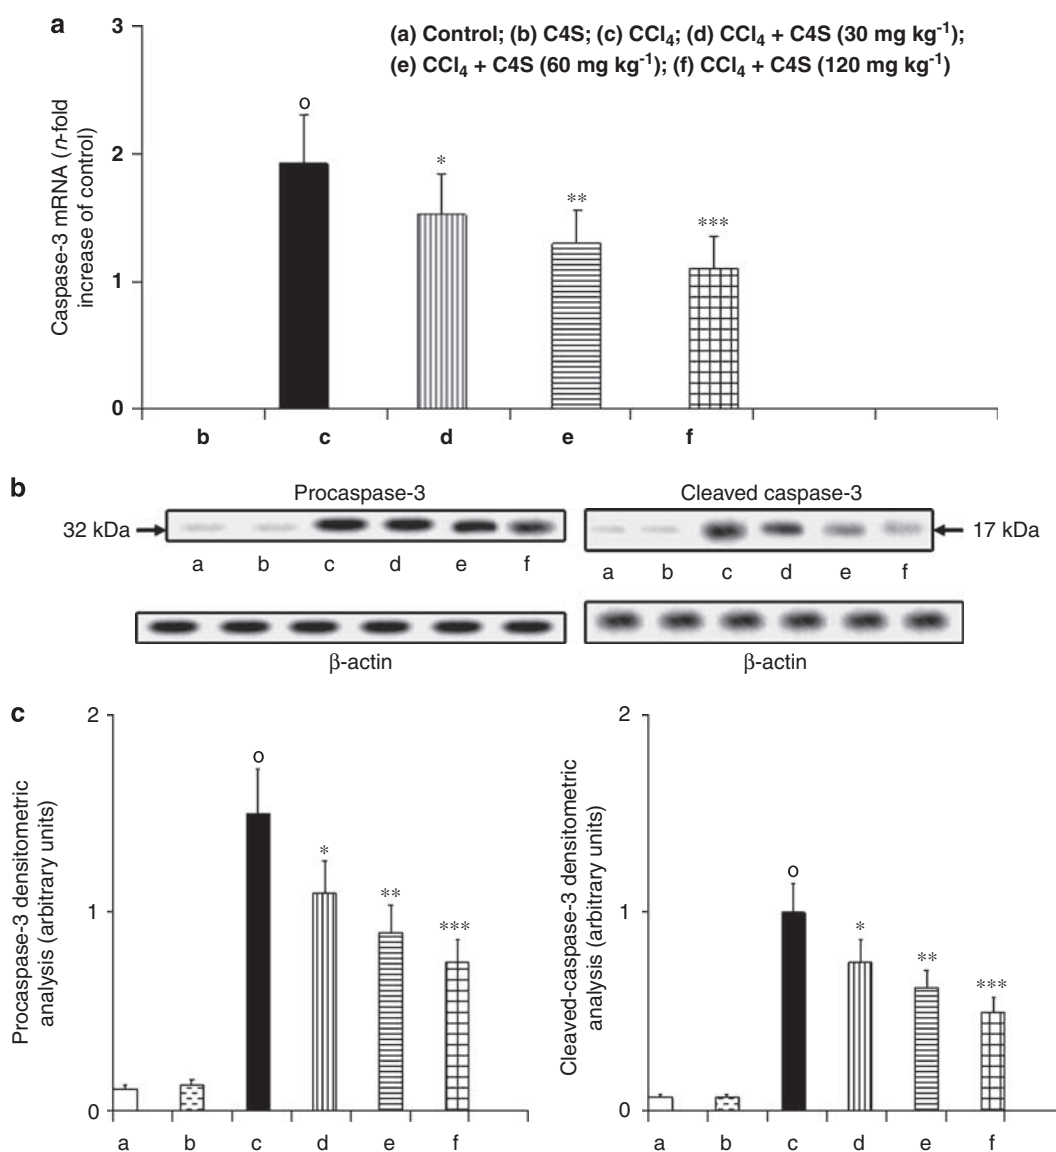 a
3
2
1
0
Caspase-3 mRNA (n-fold
increase of control)
(a) Control; (b) C4S; (c) CCl₄; (d) CCl₄ + C4S (30 mg kg⁻¹);
(e) CCl₄ + C4S (60 mg kg⁻¹); (f) CCl₄ + C4S (120 mg kg⁻¹)
o
*
**
***
b c d e f
b
Procaspase-3
Cleaved caspase-3
32 kDa
17 kDa
a b c d e f
a b c d e f
β-actin
β-actin
c
2
1
0
Procaspase-3 densitometric
analysis (arbitrary units)
o
*
**
***
a b c d e f
2
1
0
Cleaved-caspase-3 densitometric
analysis (arbitrary units)
o
*
**
***
a b c d e f